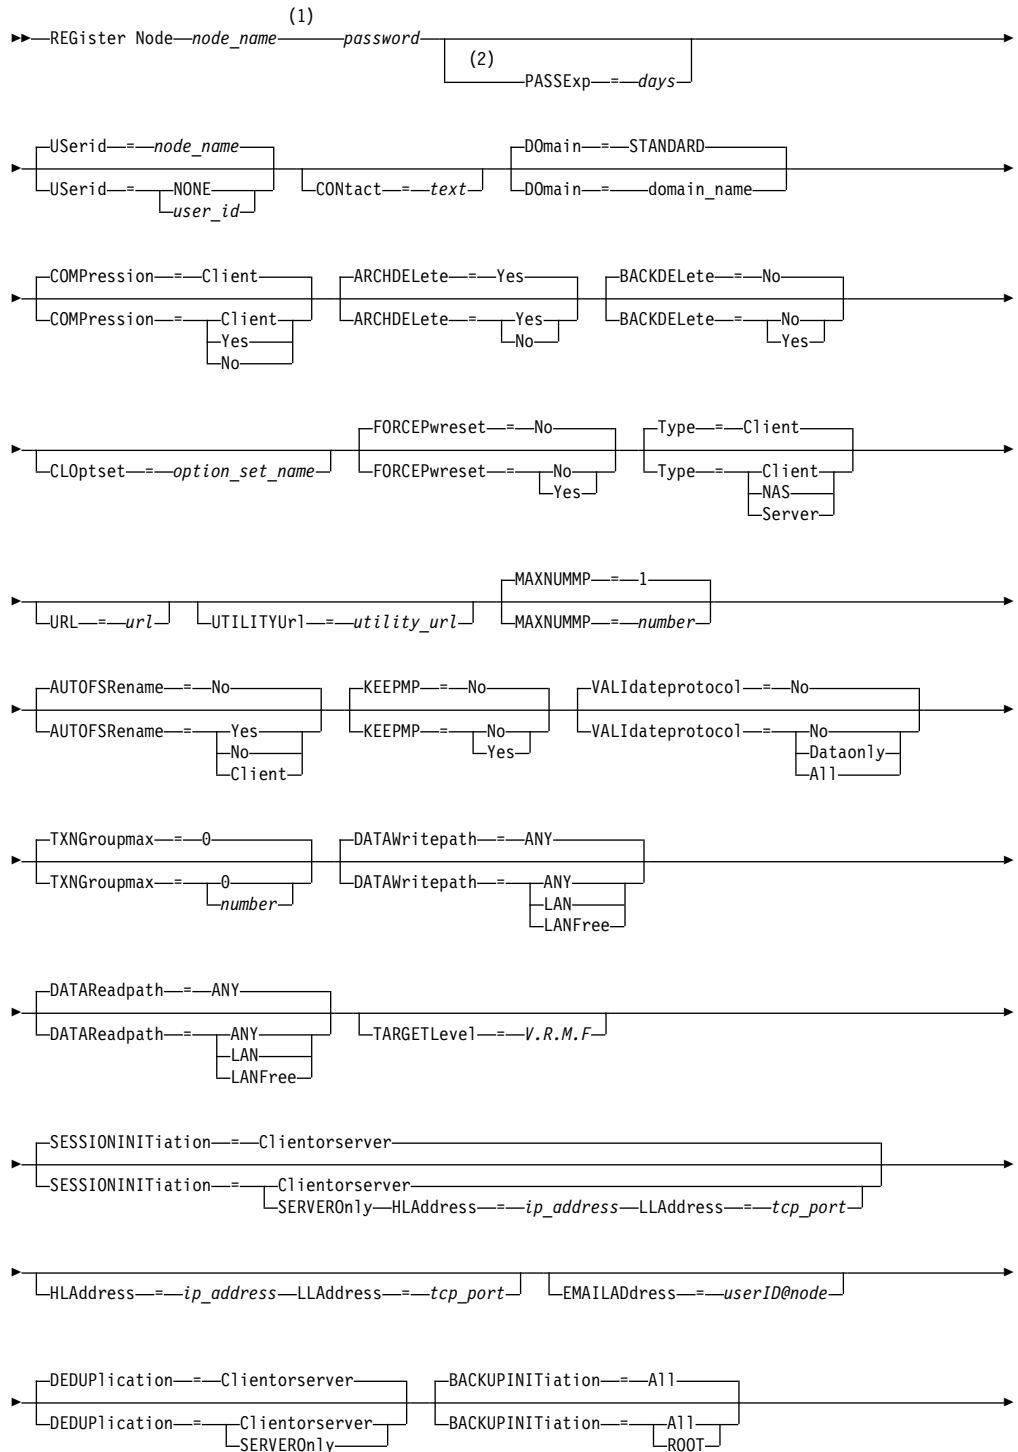 (1)
REGister Node node_name password
(2)
PASSExp = days
USerid = node_name
USerid = NONE
user_id
CONtact = text
DOmain = STANDARD
DOmain = domain_name
COMPression = Client
COMPression = Client
Yes
No
ARCHDELete = Yes
ARCHDELete = Yes
No
BACKDELete = No
BACKDELete = No
Yes
CLOptset = option_set_name
FORCEPwreset = No
FORCEPwreset = No
Yes
Type = Client
Type = Client
NAS
Server
URL = url
UTILITYUrl = utility_url
MAXNUMMP = 1
MAXNUMMP = number
AUTOFSRename = No
AUTOFSRename = Yes
No
Client
KEEPMP = No
KEEPMP = No
Yes
VALIdateprotocol = No
VALIdateprotocol = No
Dataonly
All
TXNGroupmax = 0
TXNGroupmax = 0
number
DATAWritepath = ANY
DATAWritepath = ANY
LAN
LANFree
DATAReadpath = ANY
DATAReadpath = ANY
LAN
LANFree
TARGETLevel = V.R.M.F
SESSIONINITiation = Clientorserver
SESSIONINITiation = Clientorserver
SERVEROnly HLAddress = ip_address LLAddress = tcp_port
HLAddress = ip_address LLAddress = tcp_port
EMAILADdress = userID@node
DEDUPlication = Clientorserver
DEDUPlication = Clientorserver
SERVEROnly
BACKUPINITiation = All
BACKUPINITiation = All
ROOT